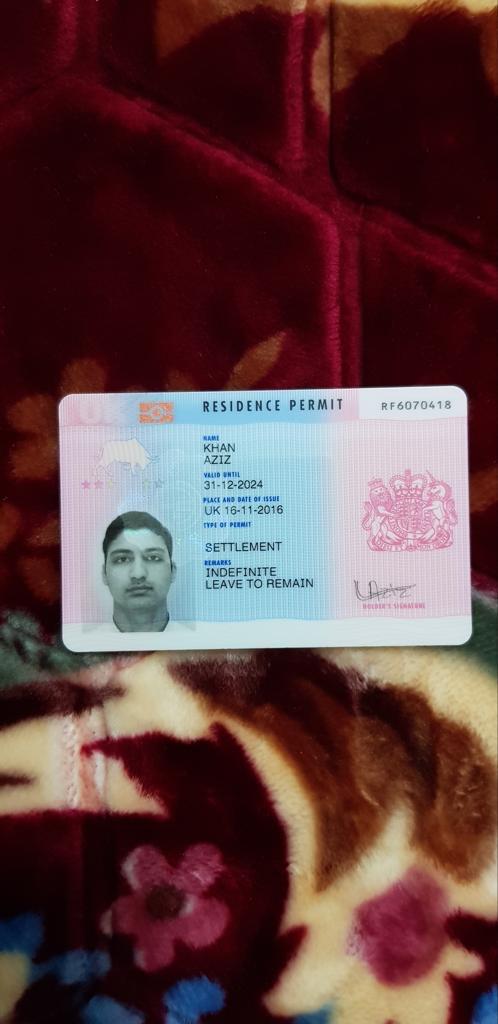 RESIDENCE PERMIT
RF6070418
NAME
KHAN
AZIZ
VALID UNTIL
31-12-2024
PLACE AND DATE OF ISSUE
UK 16-11-2016
TYPE OF PERMIT
SETTLEMENT
REMARKS
INDEFINITE
LEAVE TO REMAIN
HOLDER'S SIGNATURE